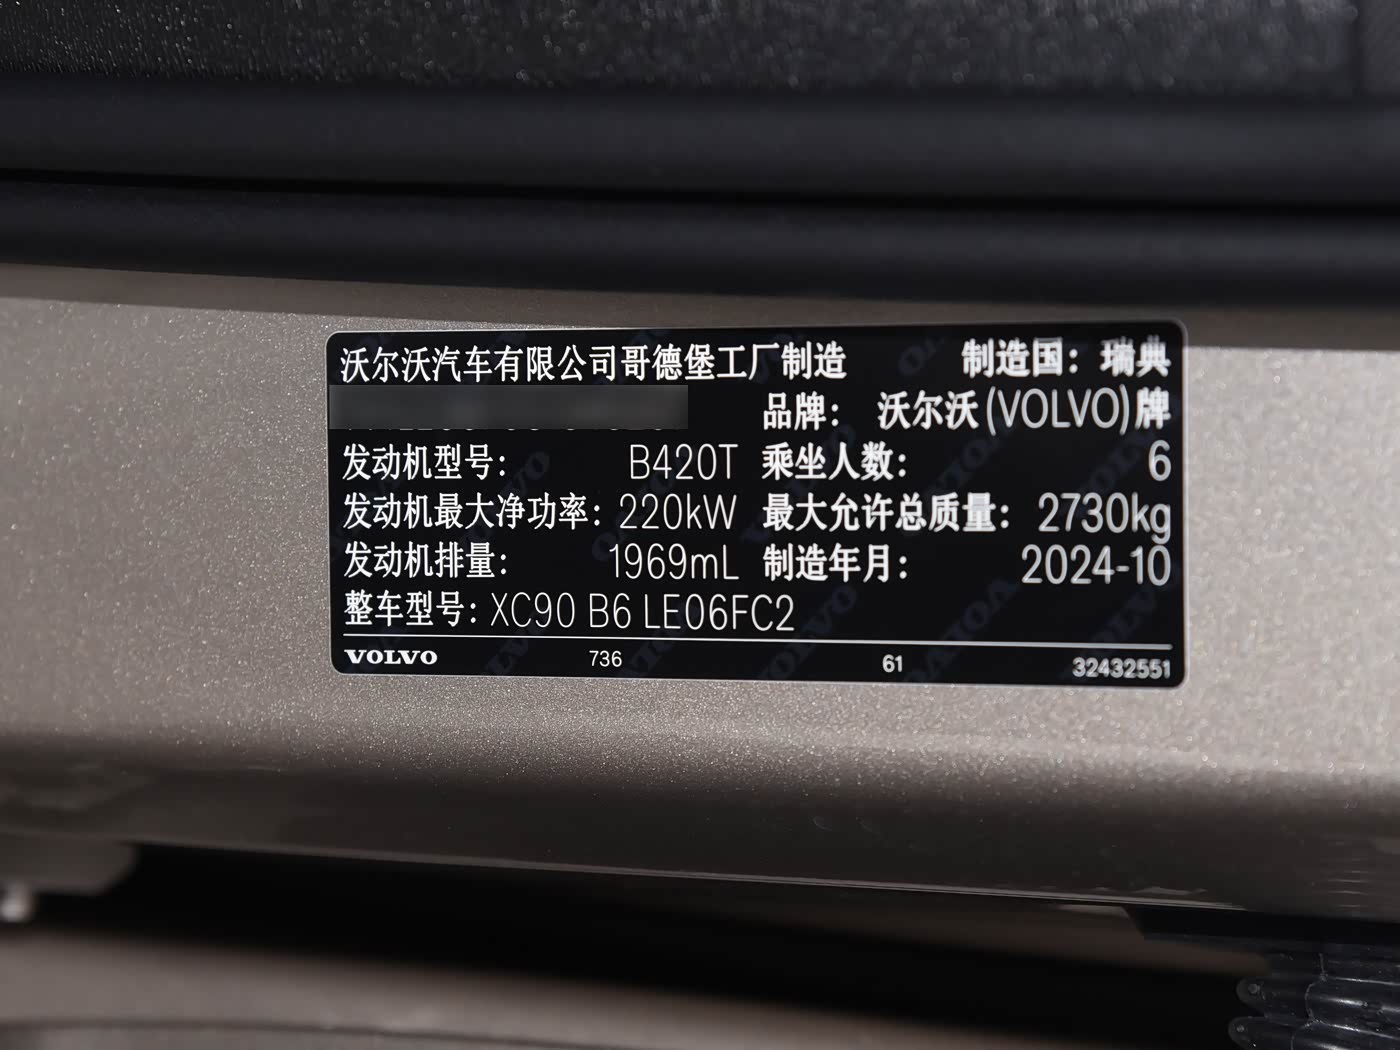 沃尔沃汽车有限公司哥德堡工厂制造 制造国：瑞典
品牌： 沃尔沃(VOLVO)牌
发动机型号： B420T 乘坐人数： 6
发动机最大净功率：220kW 最大允许总质量： 2730kg
发动机排量： 1969mL 制造年月： 2024-10
整车型号：XC90 B6 LE06FC2
VOLVO 736 61 32432551